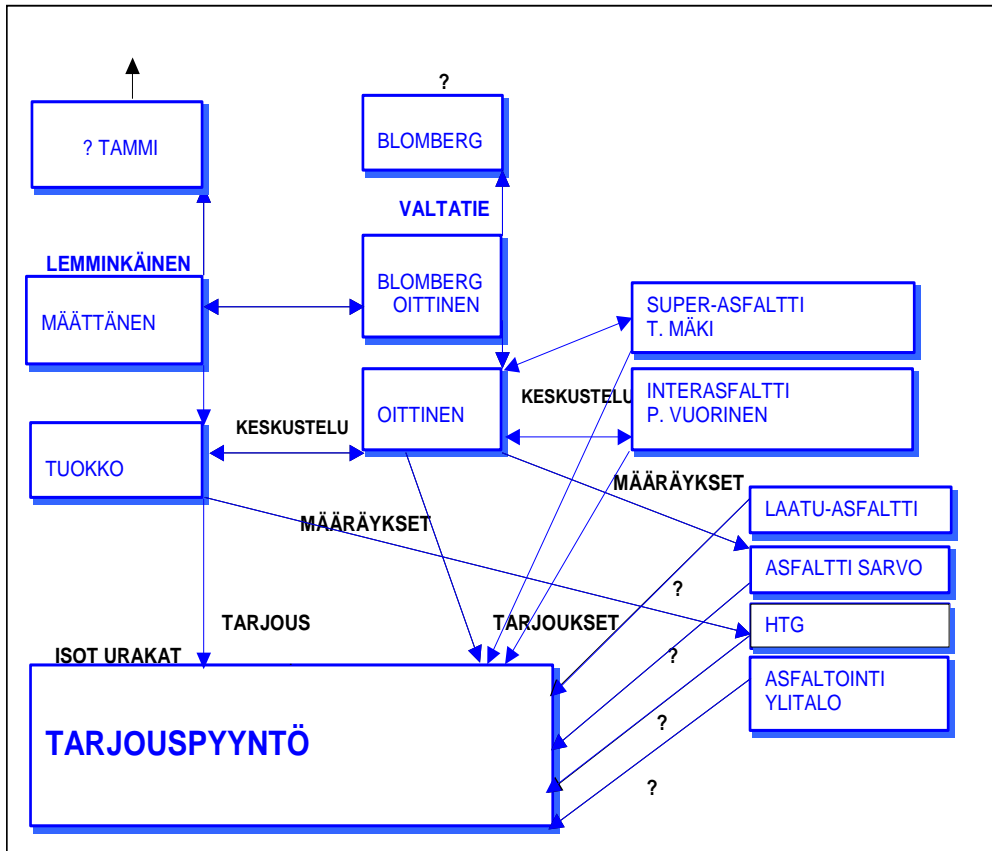 ?
? TAMMI
BLOMBERG
VALTATIE
LEMMINKÄINEN
MÄÄTTÄNEN
BLOMBERG
OITTINEN
SUPER-ASFALTTI
T. MÄKI
KESKUSTELU
INTERASFALTTI
P. VUORINEN
OITTINEN
KESKUSTELU
TUOKKO
MÄÄRÄYKSET
LAATU-ASFALTTI
MÄÄRÄYKSET
ASFALTTI SARVO
?
HTG
TARJOUS
TARJOUKSET
ISOT URAKAT
?
ASFALTOINTI
YLITALO
TARJOUSPYYNTÖ
?
?